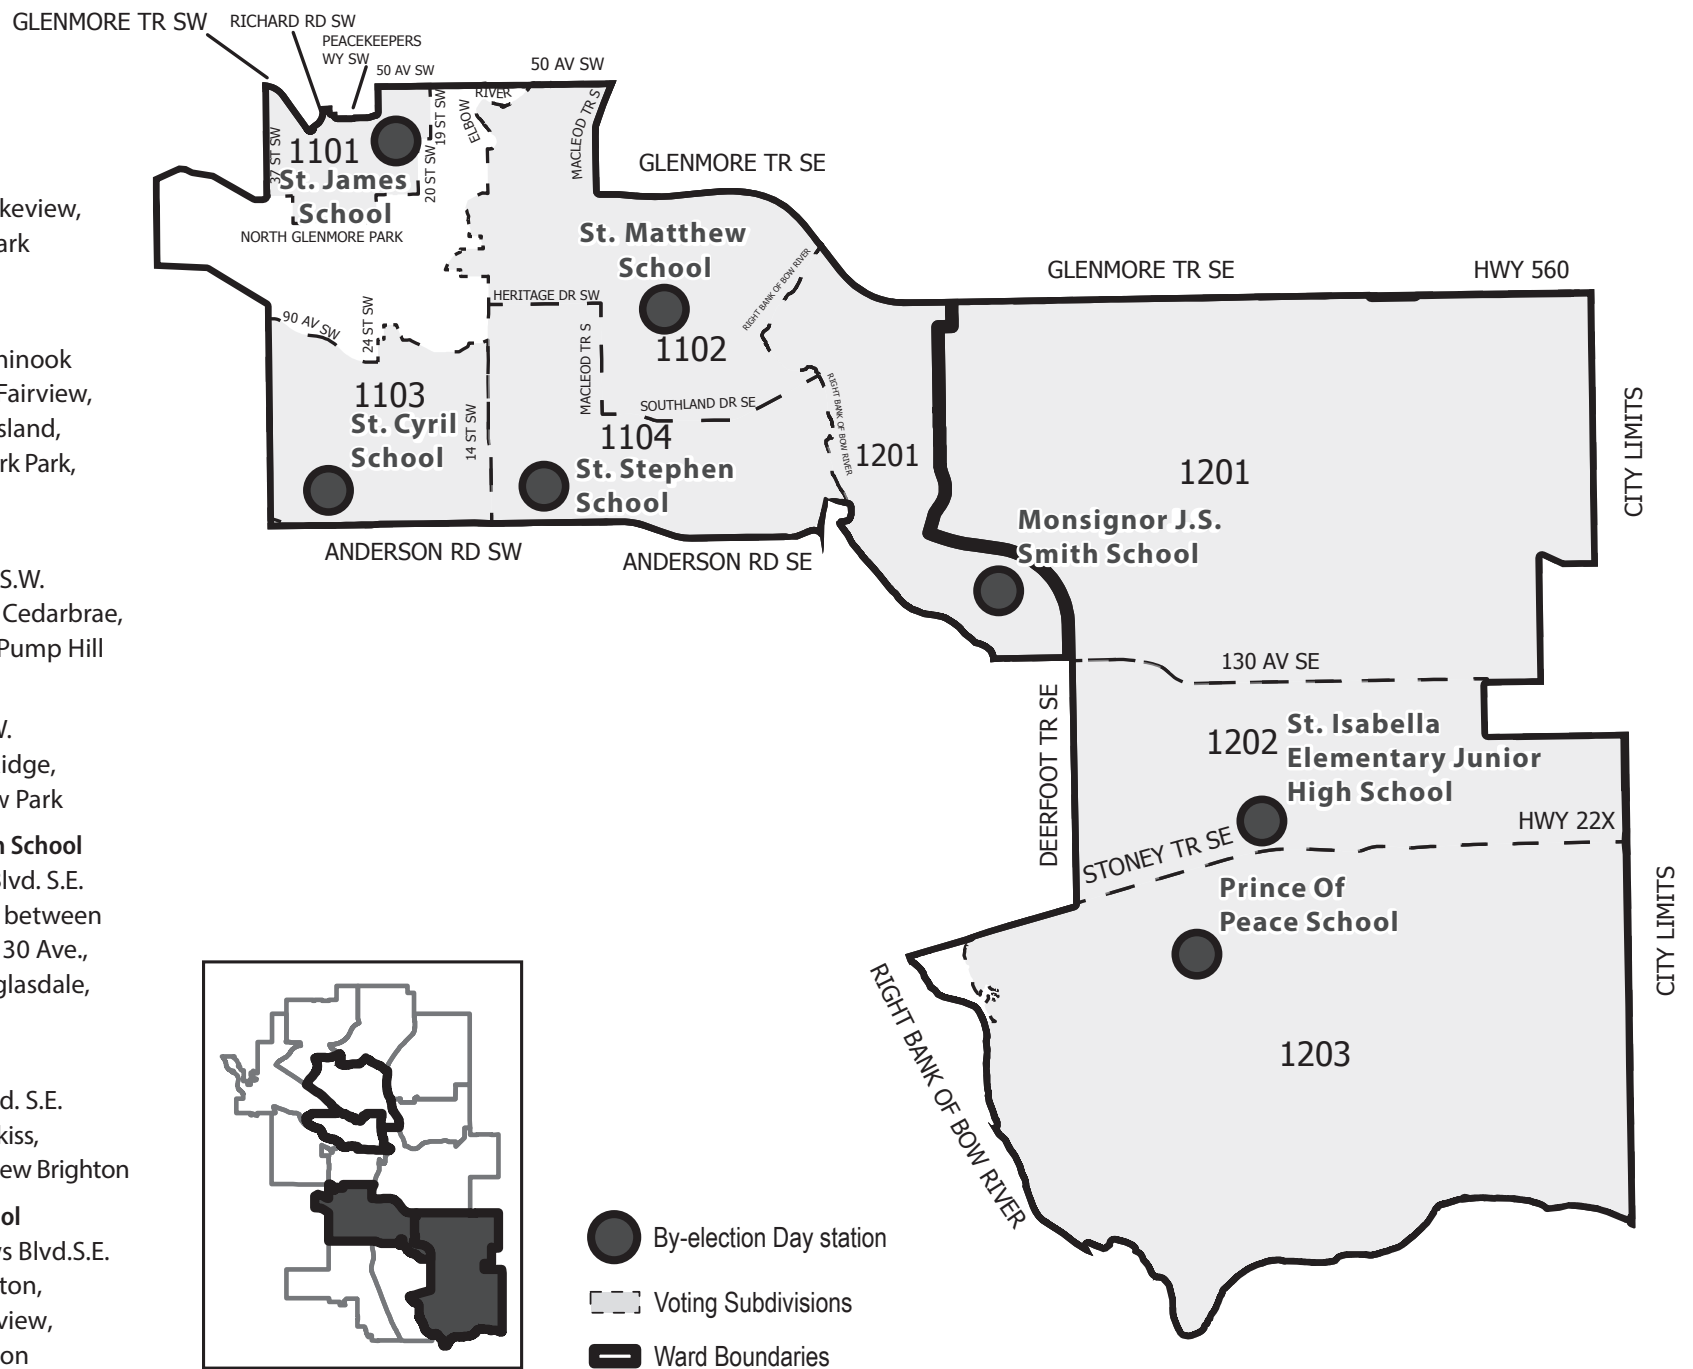 GLENMORE TR SW
RICHARD RD SW
PEACEKEEPERS
WY SW
50 AV SW
50 AV SW
RIVER
ELBOW
19 ST SW
20 ST SW
37 ST SW
MACLEOD TR S
1101
St. James
School
NORTH GLENMORE PARK
GLENMORE TR SE
St. Matthew
School
RIGHT BANK OF BOW RIVER
GLENMORE TR SE
HWY 560
HERITAGE DR SW
90 AV SW
24 ST SW
MACLEOD TR S
1102
1103
St. Cyril
School
14 ST SW
SOUTHLAND DR SE
1104
St. Stephen
School
RIGHT BANK OF BOW RIVER
1201
1201
CITY LIMITS
Monsignor J.S.
Smith School
ANDERSON RD SW
ANDERSON RD SE
130 AV SE
DEERFOOT TR SE
1202
St. Isabella
Elementary Junior
High School
HWY 22X
STONEY TR SE
Prince Of
Peace School
CITY LIMITS
1203
RIGHT BANK OF BOW RIVER
keview,
ark
hinook
Fairview,
sland,
rk Park,
S.W.
Cedarbrae,
Pump Hill
W.
idge,
w Park
n School
Blvd. S.E.
between
30 Ave.,
glasdale,
d. S.E.
kiss,
ew Brighton
ol
s Blvd.S.E.
ton,
view,
on
By-election Day station
Voting Subdivisions
Ward Boundaries